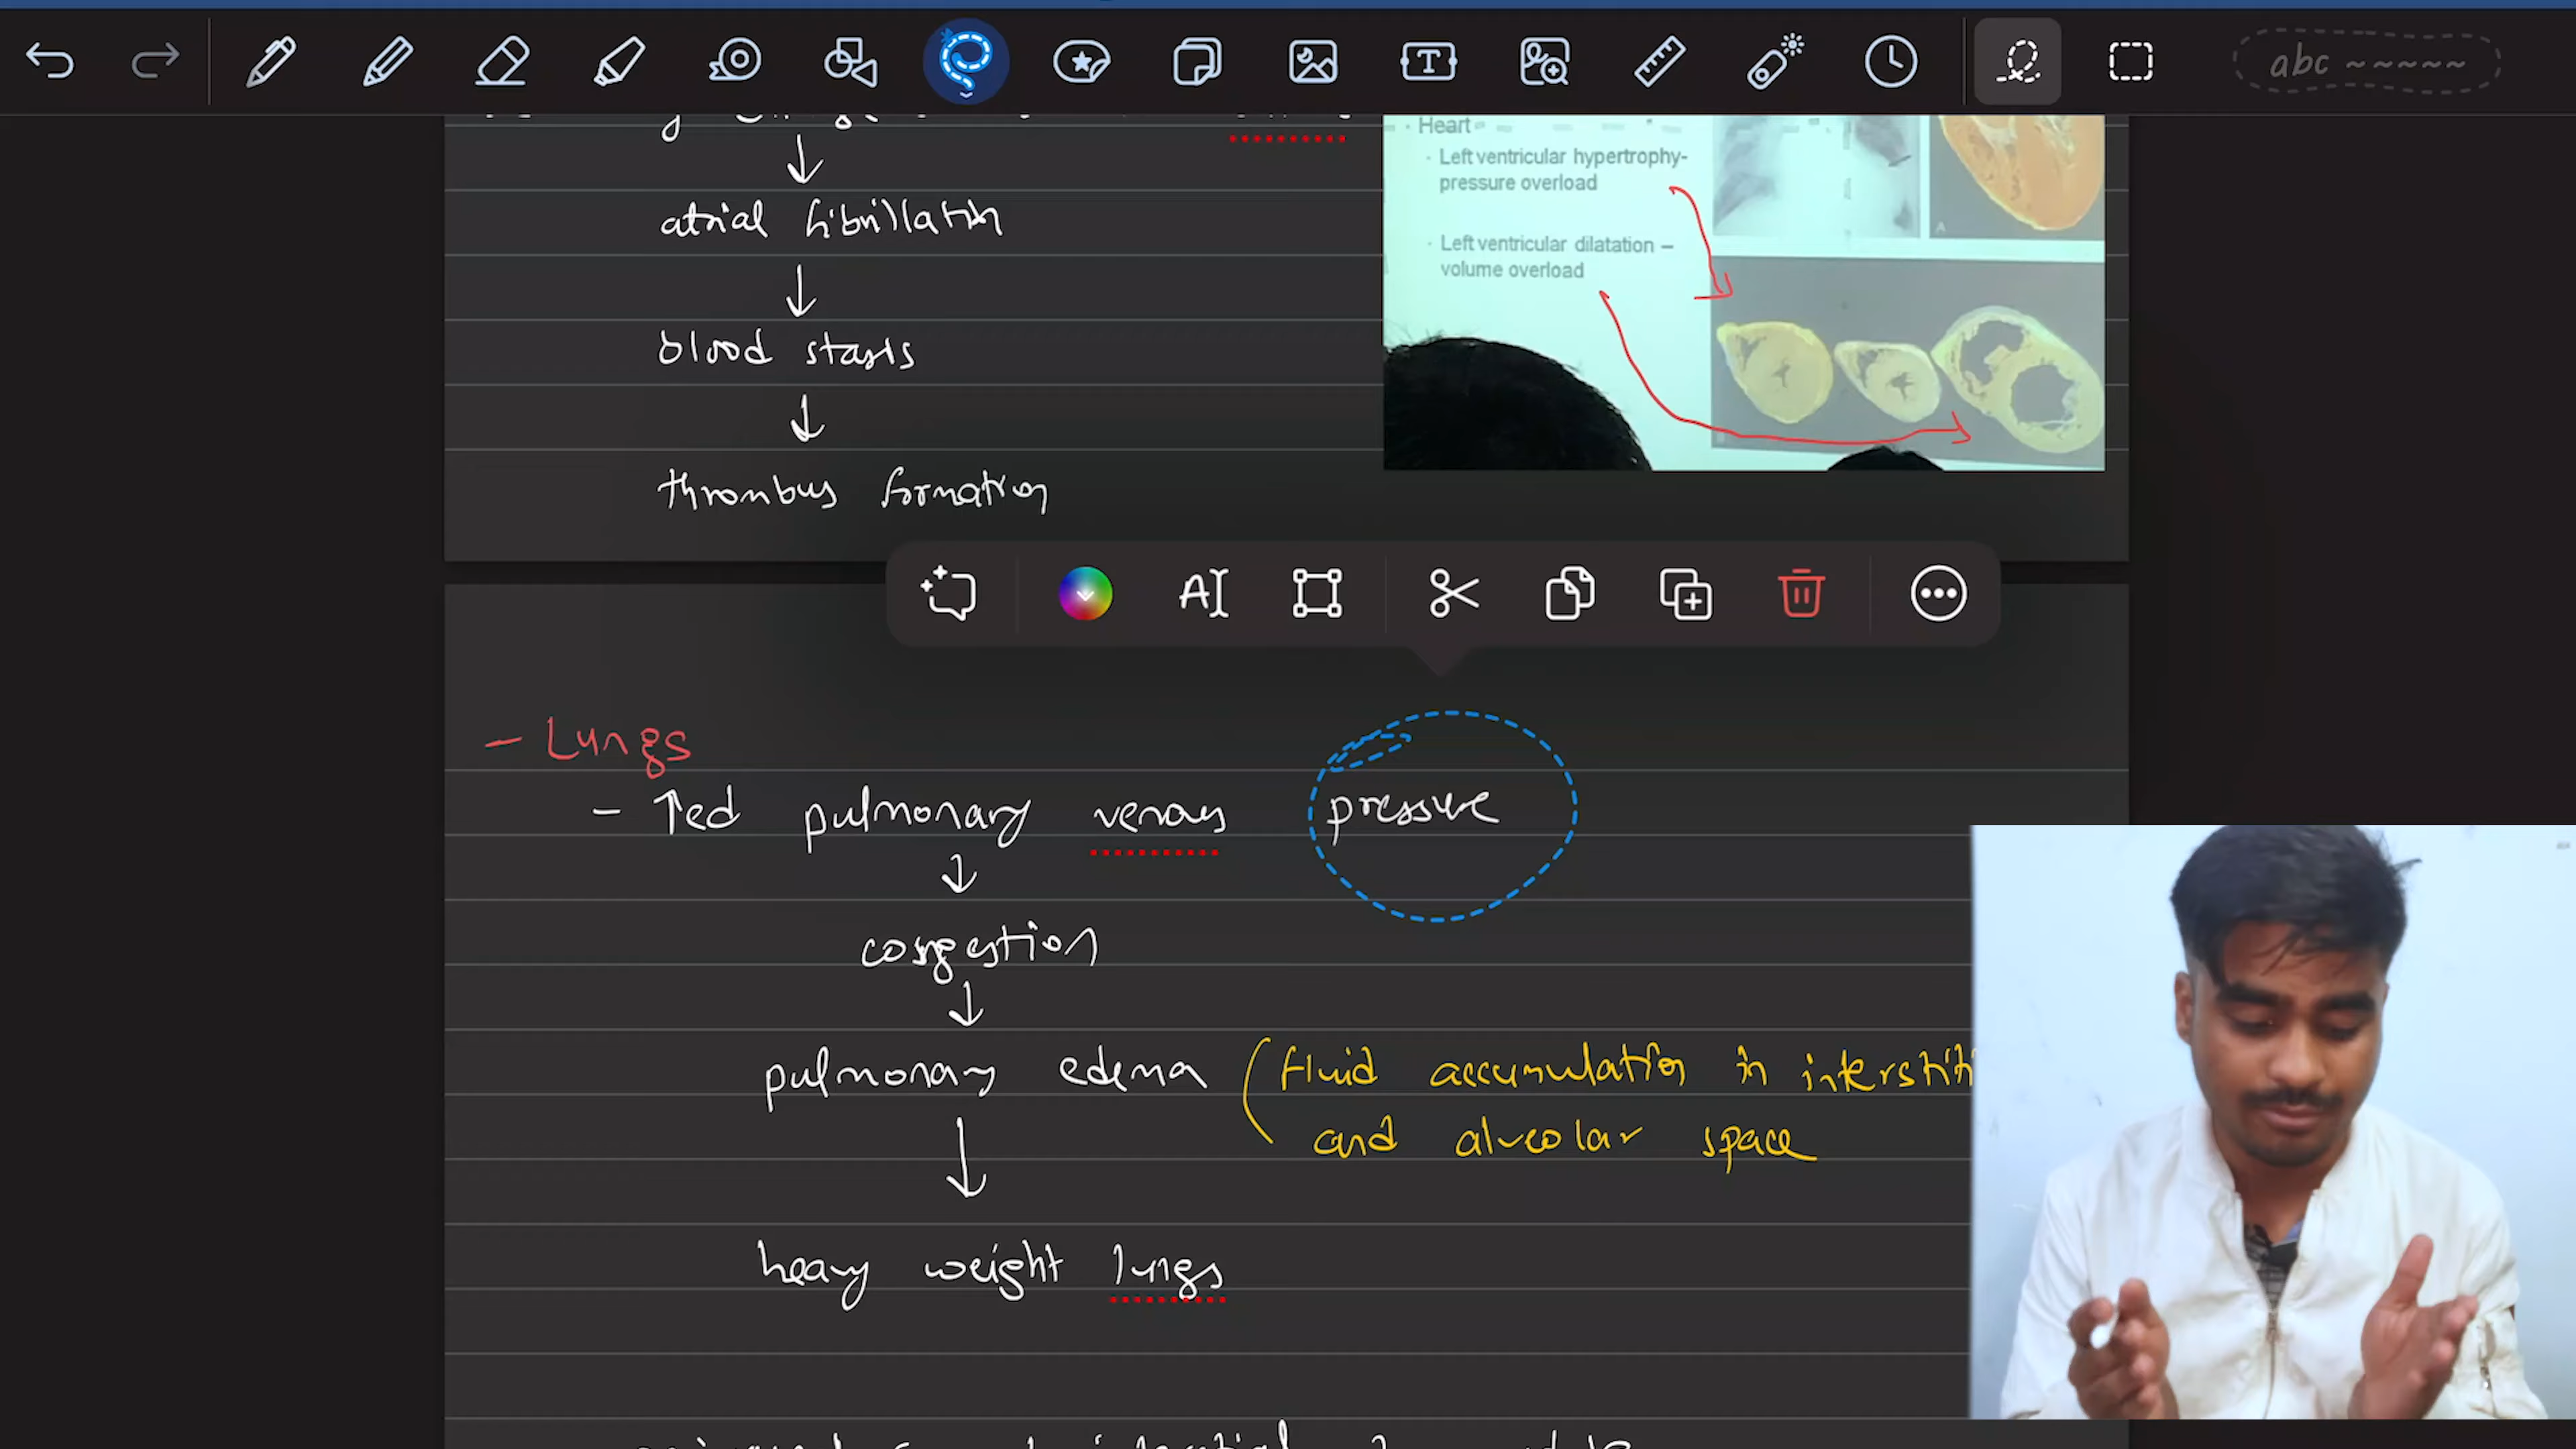 abc ~~~~~
atrial fibrillation
blood stasis
thrombus formation
Heart
· Left ventricular hypertrophy-
pressure overload
· Left ventricular dilatation –
volume overload
A
- Lungs
- ↑ed pulmonary venous pressure
↓
congestion
↓
pulmonary edema (fluid accumulation in
and alveolar space
↓
heavy weight lungs